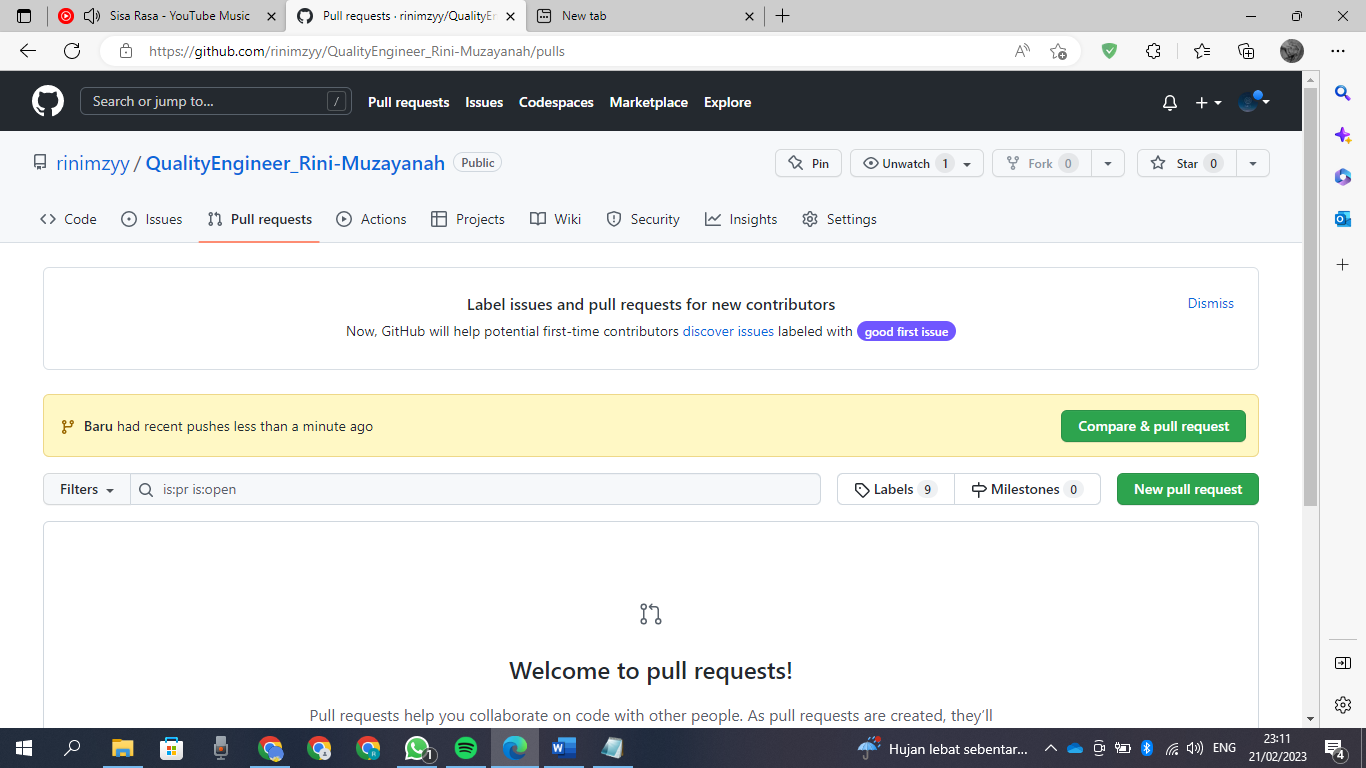 Sisa Rasa - YouTube Music
Pull requests · rinimzyy/QualityEn
New tab
https://github.com/rinimzyy/QualityEngineer_Rini-Muzayanah/pulls
Search or jump to...
/
Pull requests
Issues
Codespaces
Marketplace
Explore
rinimzyy / QualityEngineer_Rini-Muzayanah
Public
Pin
Unwatch 1
Fork 0
Star 0
Code
Issues
Pull requests
Actions
Projects
Wiki
Security
Insights
Settings
Label issues and pull requests for new contributors
Dismiss
Now, GitHub will help potential first-time contributors discover issues labeled with good first issue
Baru had recent pushes less than a minute ago
Compare & pull request
Filters
is:pr is:open
Labels 9
Milestones 0
New pull request
Welcome to pull requests!
Pull requests help you collaborate on code with other people. As pull requests are created, they'll
1
Hujan lebat sebentar...
ENG
23:11
21/02/2023
4